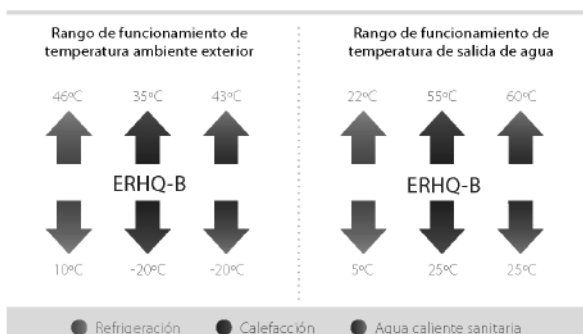 Rango de funcionamiento de
temperatura ambiente exterior
46ºC 35ºC 43ºC
ERHQ-B
10ºC -20ºC -20ºC
Rango de funcionamiento de
temperatura de salida de agua
22ºC 55ºC 60ºC
ERHQ-B
5ºC 25ºC 25ºC
Refrigeración Calefacción Agua caliente sanitaria